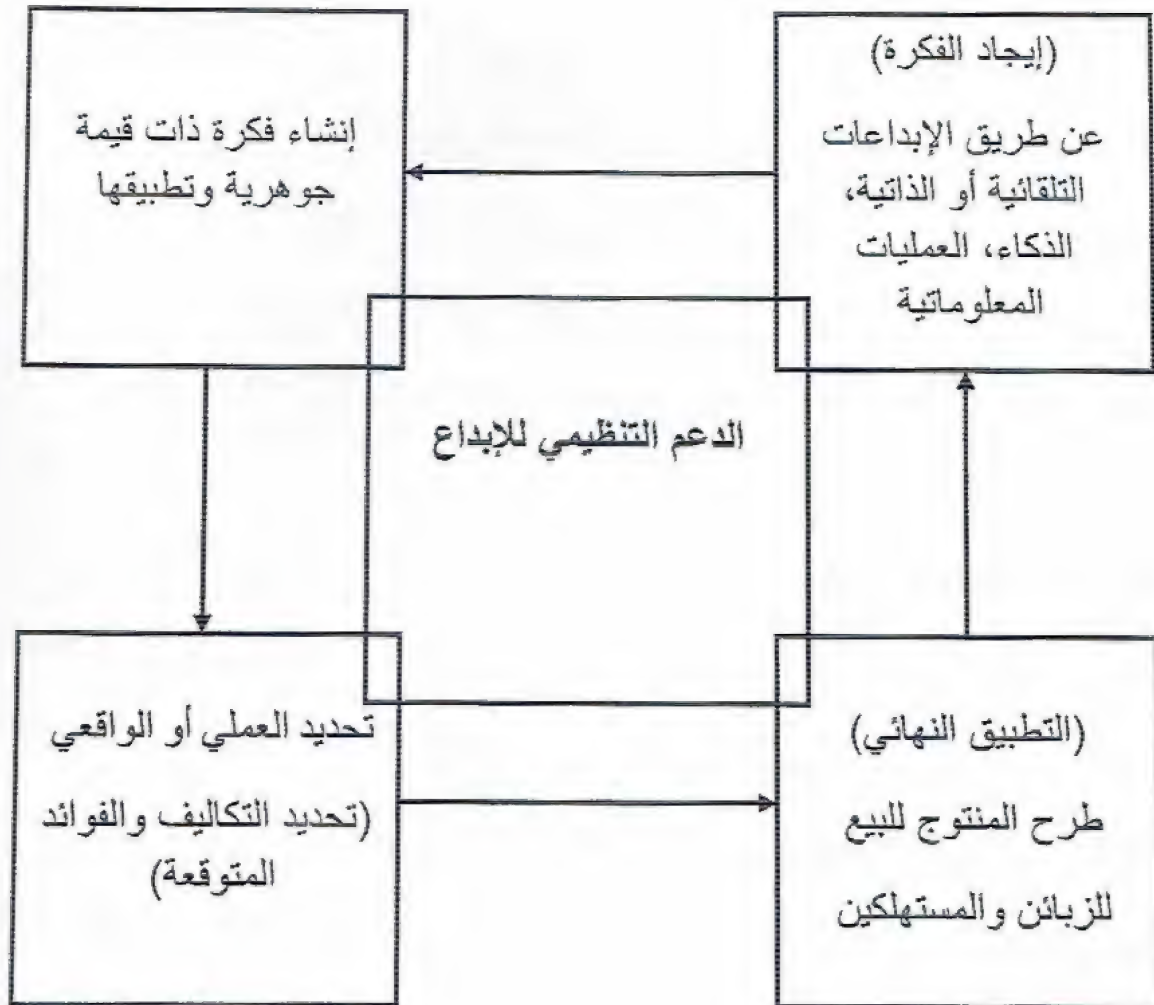 (إيجاد الفكرة)
عن طريق الإبداعات
التلقائية أو الذاتية،
الذكاء، العمليات
المعلوماتية
إنشاء فكرة ذات قيمة
جوهرية وتطبيقها
الدعم التنظيمي للإبداع
تحديد العملي أو الواقعي
(تحديد التكاليف والفوائد
المتوقعة)
(التطبيق النهائي)
طرح المنتوج للبيع
للزبائن والمستهلكين